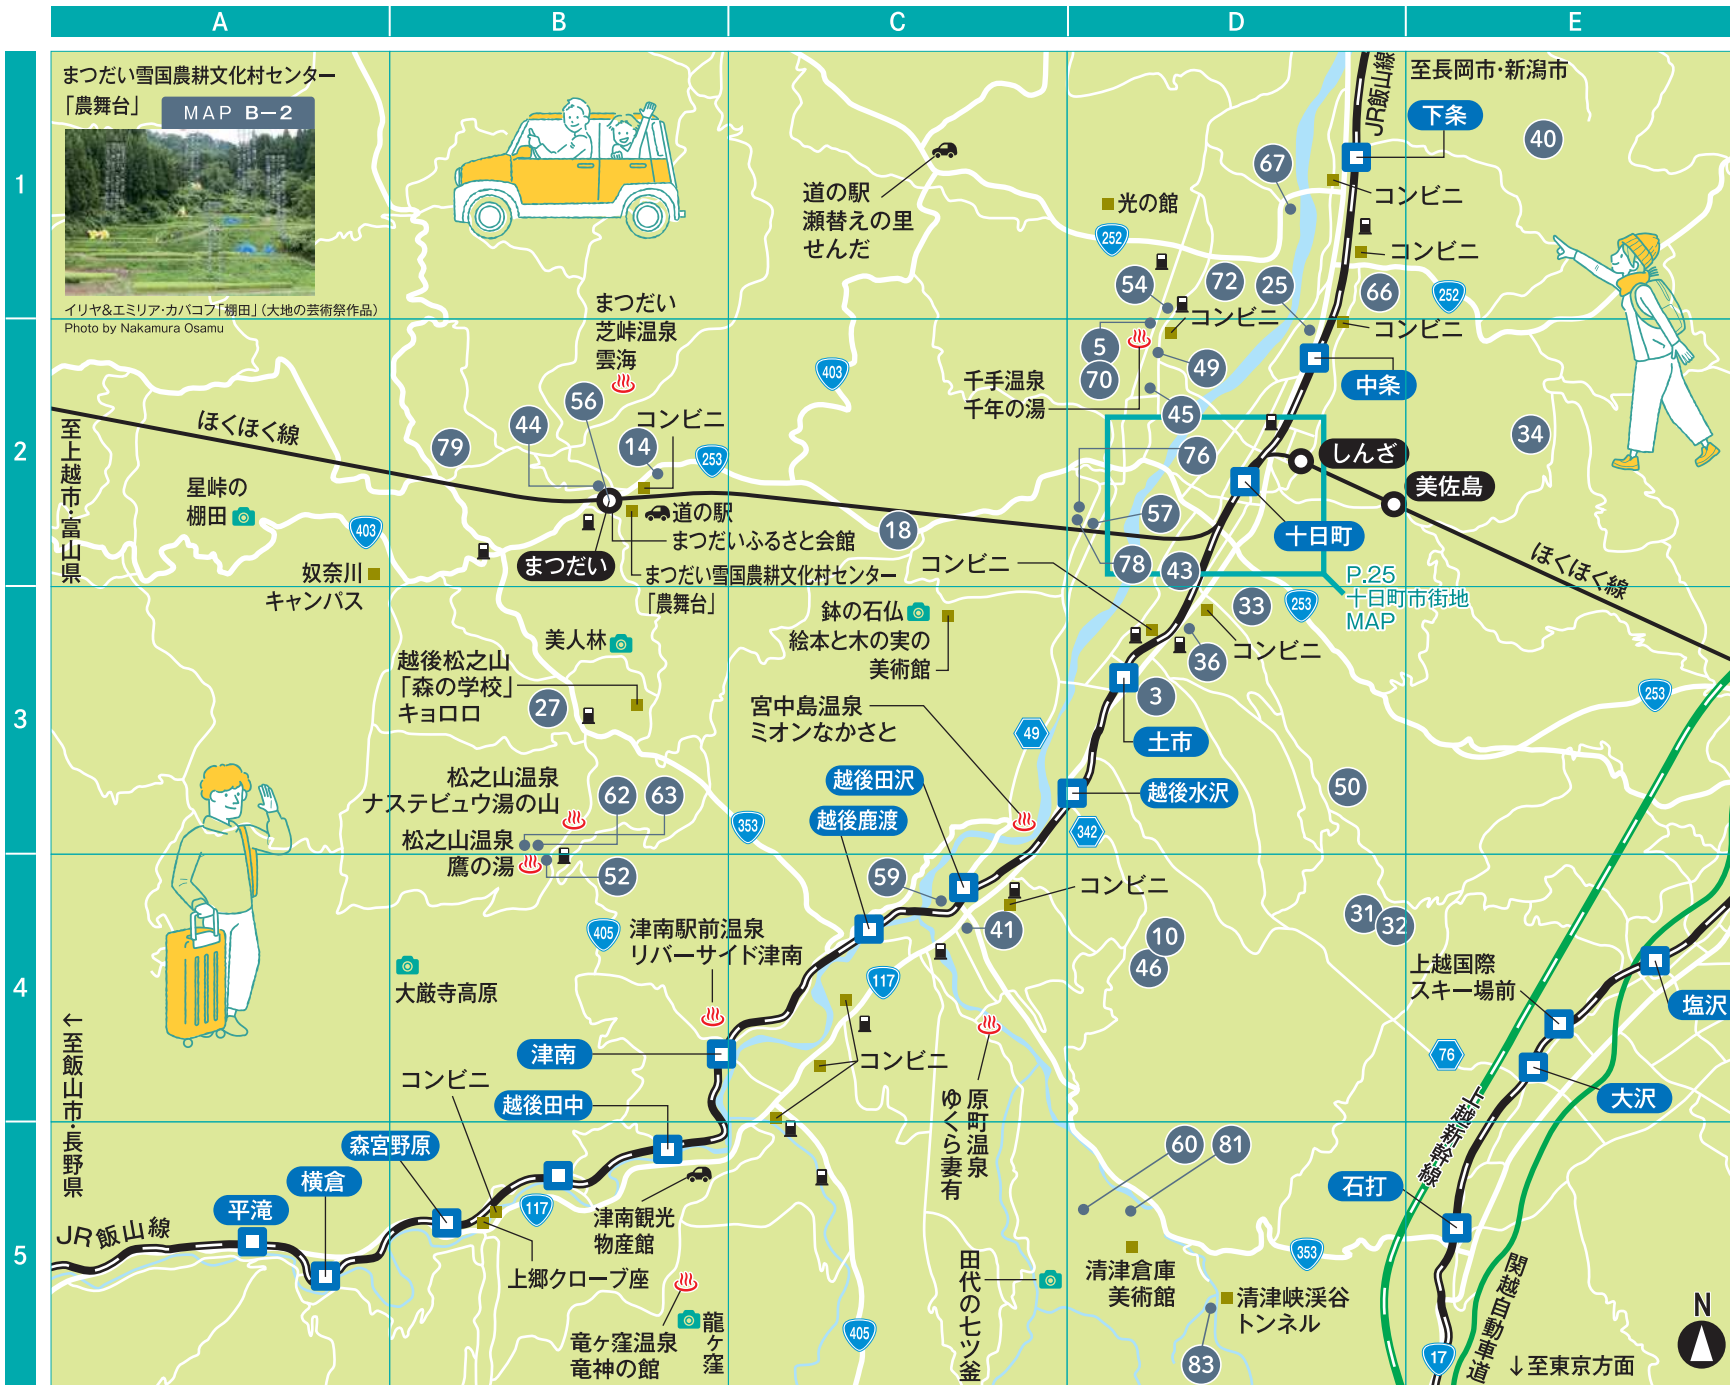 A B C D E
1
2
3
4
5
まつだい雪国農耕文化村センター
「農舞台」
MAP B−2
イリヤ&エミリア・カバコフ「棚田」（大地の芸術祭作品）
Photo by Nakamura Osamu
道の駅
瀬替えの里
せんだ
光の館
252
67
JR飯山線
至長岡市・新潟市
下条
40
コンビニ
コンビニ
54
72
25
66
252
コンビニ
コンビニ
まつだい
芝峠温泉
雲海
403
5
70
49
千手温泉
千年の湯
45
中条
56
44
79
14
コンビニ
253
ほくほく線
至上越市・富山県
星峠の
棚田
403
道の駅
まつだいふるさと会館
まつだい
まつだい雪国農耕文化村センター
「農舞台」
奴奈川
キャンパス
18
76
57
78
43
しんざ
美佐島
十日町
34
ほくほく線
P.25
十日町市街地
MAP
コンビニ
33
253
コンビニ
36
3
土市
鉢の石仏
絵本と木の実の
美術館
美人林
越後松之山
「森の学校」
キョロロ
27
宮中島温泉
ミオンなかさと
49
253
松之山温泉
ナステビュウ湯の山
62
63
松之山温泉
鷹の湯
52
353
越後田沢
越後鹿渡
越後水沢
342
50
59
コンビニ
41
31
32
10
46
405
津南駅前温泉
リバーサイド津南
大厳寺高原
117
上越国際
スキー場前
塩沢
76
大沢
←至飯山市・長野県
津南
コンビニ
コンビニ
越後田中
原町温泉
ゆくら妻有
上越新幹線
森宮野原
横倉
平滝
JR飯山線
117
津南観光
物産館
上郷クローブ座
60
81
石打
353
清津倉庫
美術館
清津峡渓谷
トンネル
83
田代の七ツ釜
竜ヶ窪温泉
竜神の館
龍ヶ窪
405
関越自動車道
17
↓至東京方面
N